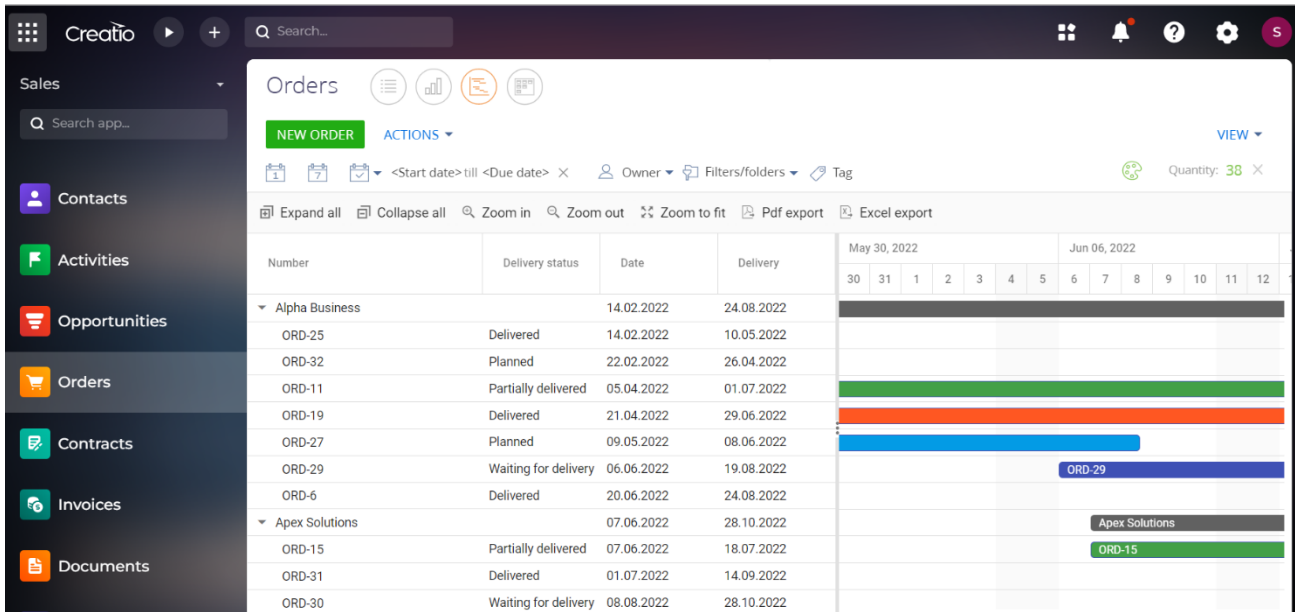 Creatio Search... S
Sales
Search app...
Contacts
Activities
Opportunities
Orders
Contracts
Invoices
Documents
Orders
NEW ORDER ACTIONS VIEW
1 7 <Start date> till <Due date> Owner Filters/folders Tag Quantity: 38
Expand all Collapse all Zoom in Zoom out Zoom to fit Pdf export Excel export
Number Delivery status Date Delivery May 30, 2022 Jun 06, 2022
30 31 1 2 3 4 5 6 7 8 9 10 11 12
Alpha Business 14.02.2022 24.08.2022
ORD-25 Delivered 14.02.2022 10.05.2022
ORD-32 Planned 22.02.2022 26.04.2022
ORD-11 Partially delivered 05.04.2022 01.07.2022
ORD-19 Delivered 21.04.2022 29.06.2022
ORD-27 Planned 09.05.2022 08.06.2022
ORD-29 Waiting for delivery 06.06.2022 19.08.2022 ORD-29
ORD-6 Delivered 20.06.2022 24.08.2022
Apex Solutions 07.06.2022 28.10.2022 Apex Solutions
ORD-15 Partially delivered 07.06.2022 18.07.2022 ORD-15
ORD-31 Delivered 01.07.2022 14.09.2022
ORD-30 Waiting for delivery 08.08.2022 28.10.2022